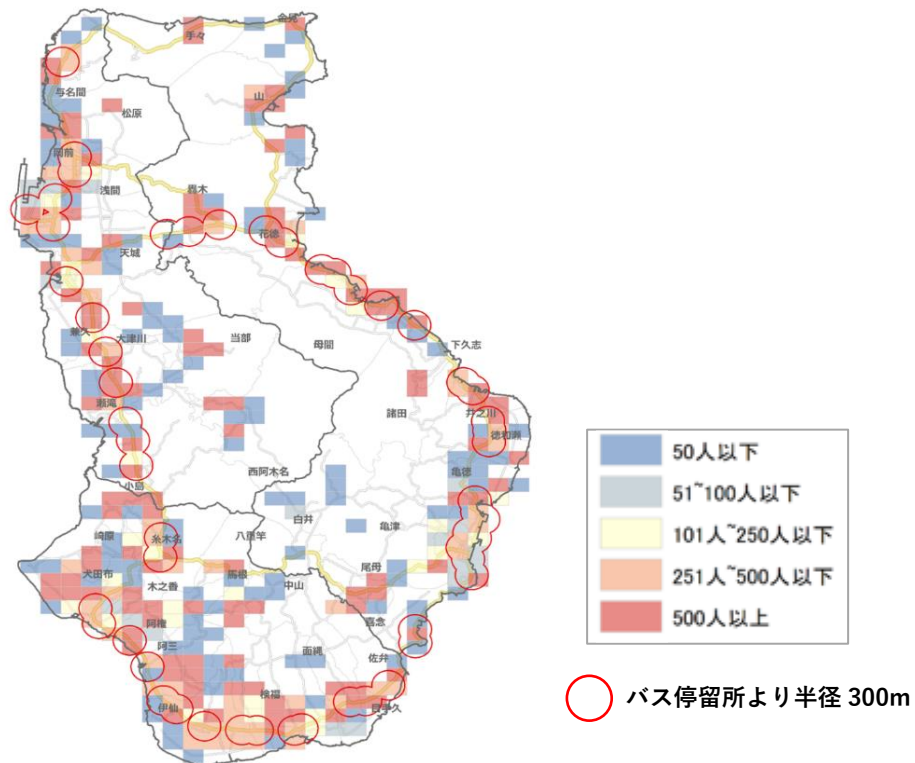 金見
手々
与名間
山
松原
岡前
浅間
轟木
花徳
天城
兼久
大津川
当部
母間
下久志
瀬滝
諸田
井之川
徳和瀬
西阿木名
亀徳
小島
白井
亀津
崎原
糸木名
八重竿
犬田布
木之香
馬根
中山
尾母
阿権
喜念
阿三
面縄
佐弁
伊仙
検福
目手久
50人以下
51~100人以下
101人~250人以下
251人~500人以下
500人以上
バス停留所より半径 300m